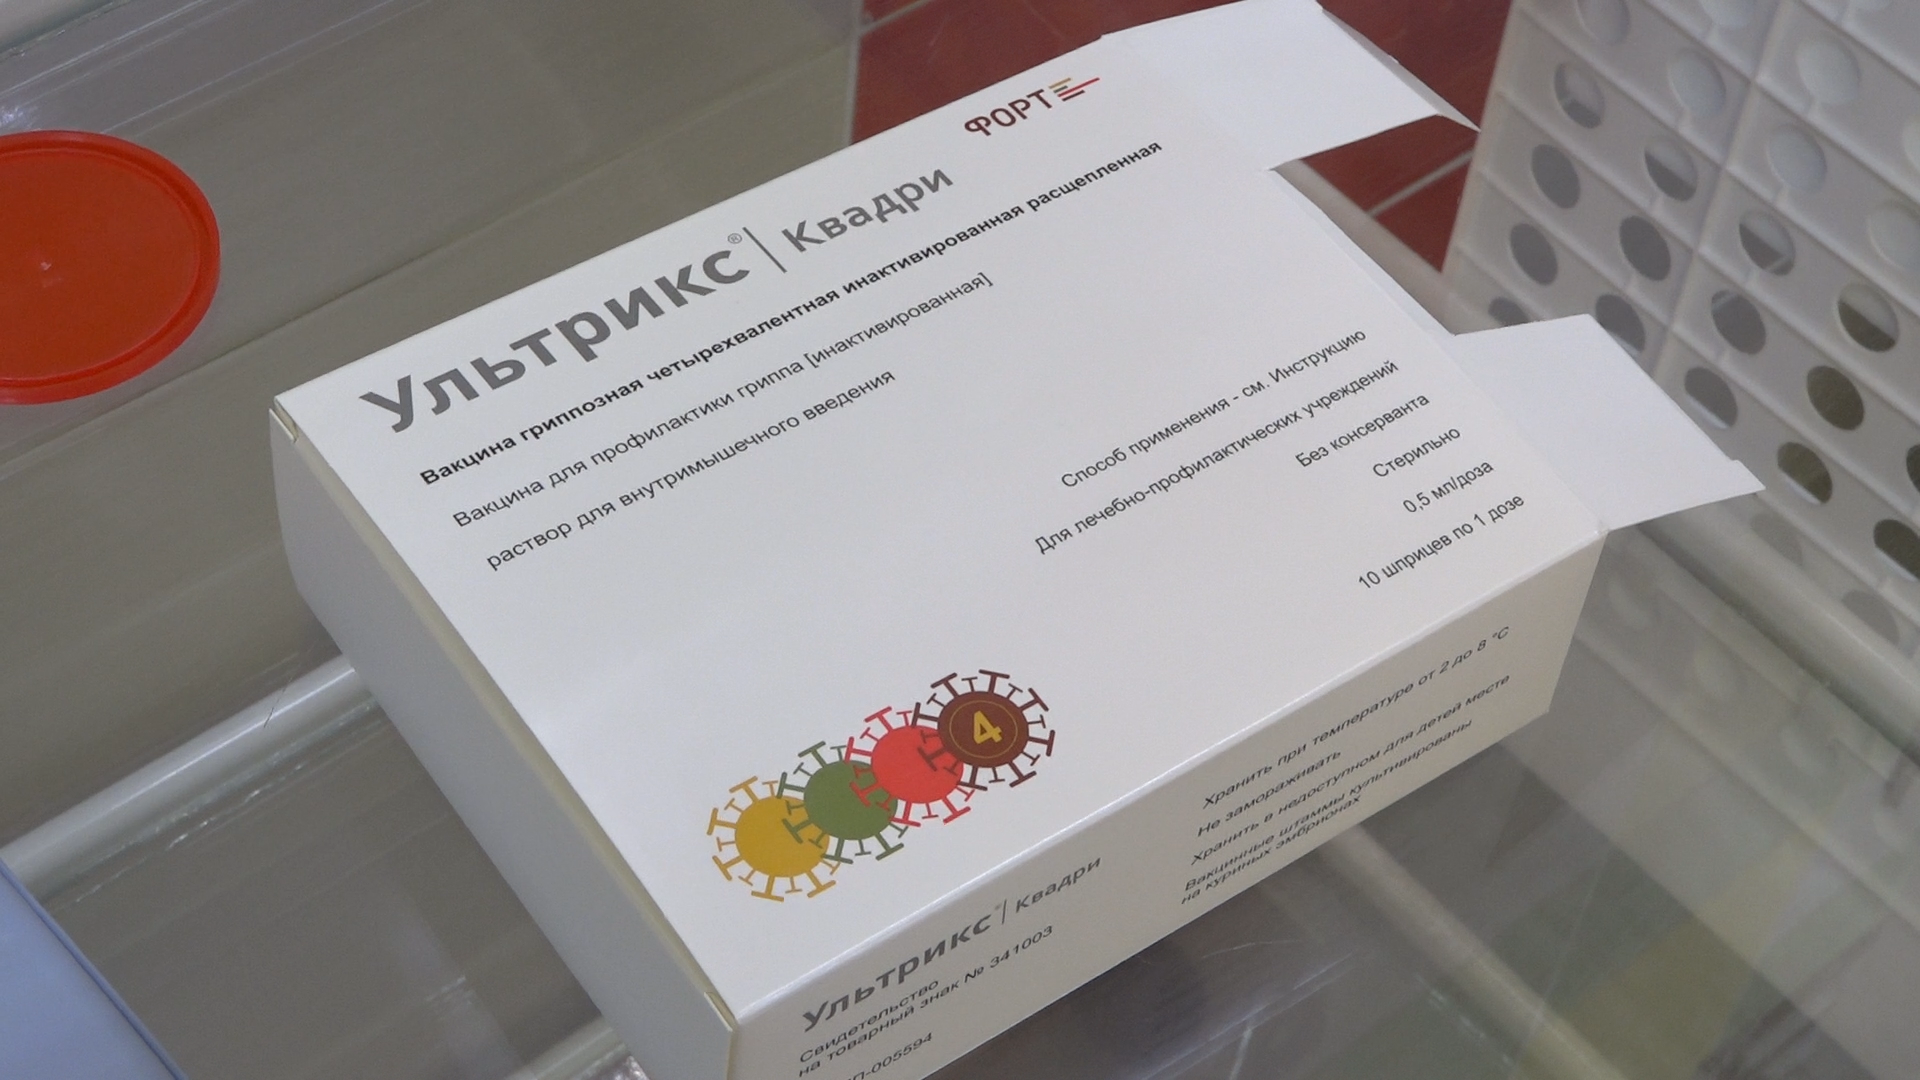 ФОРТ
Ультрикс® | Квадри
Вакцина гриппозная четырехвалентная инактивированная расщепленная
Вакцина для профилактики гриппа [инактивированная]
раствор для внутримышечного введения
Способ применения - см. Инструкцию
Для лечебно-профилактических учреждений
Без консерванта
Стерильно
0,5 мл/доза
10 шприцев по 1 дозе
4
Ультрикс® | Квадри
Свидетельство
на товарный знак № 341003
П-005594
Хранить при температуре от 2 до 8 °С
Не замораживать
Хранить в недоступном для детей месте
Вакцинные штаммы культивированы
на куриных эмбрионах